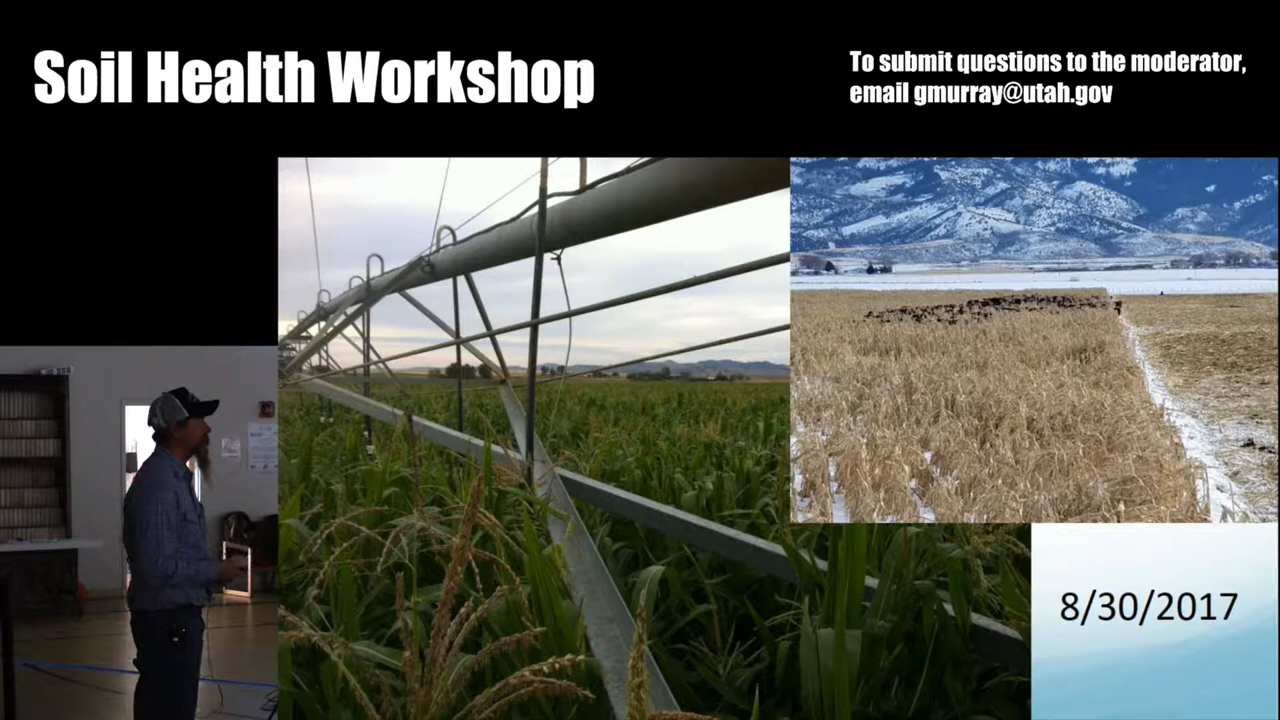 Soil Health Workshop
To submit questions to the moderator,
email gmurray@utah.gov
8/30/2017